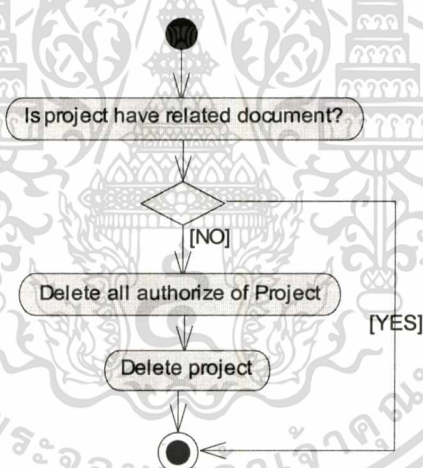 Is project have related document?
[NO]
Delete all authorize of Project
[YES]
Delete project